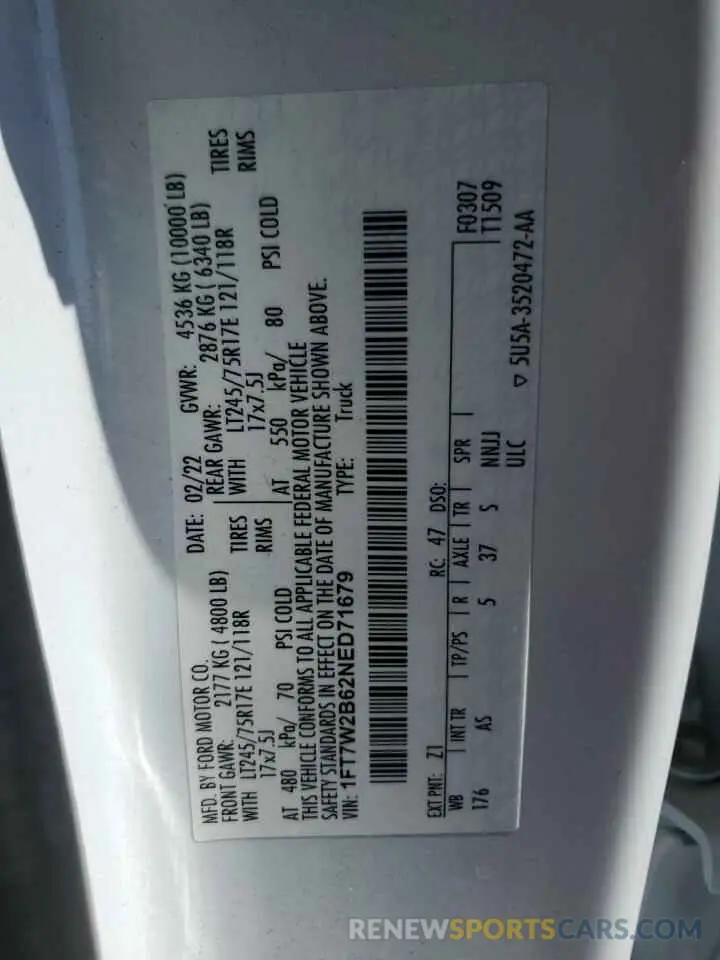 MFD. BY FORD MOTOR CO.
DATE: 02/22
GVWR: 4536 KG (10000 LB)
FRONT GAWR: 2177 KG ( 4800 LB)
REAR GAWR: 2876 KG ( 6340 LB)
WITH LT245/75R17E 121/118R TIRES
17x7.5J RIMS
AT 480 kPa/ 70 PSI COLD
WITH LT245/75R17E 121/118R TIRES
17x7.5J RIMS
AT 550 kPa/ 80 PSI COLD
THIS VEHICLE CONFORMS TO ALL APPLICABLE FEDERAL MOTOR VEHICLE
SAFETY STANDARDS IN EFFECT ON THE DATE OF MANUFACTURE SHOWN ABOVE.
VIN: 1FT7W2B62NED71679 TYPE: Truck
EXT PNT: Z1 RC: 47 DSO: F0307
WB INT TR TP/PS R AXLE TR SPR T1509
176 AS 5 37 S NNJJ
ULC
▽ 5U5A-3520472-AA
RENEWSPORTSCARS.COM